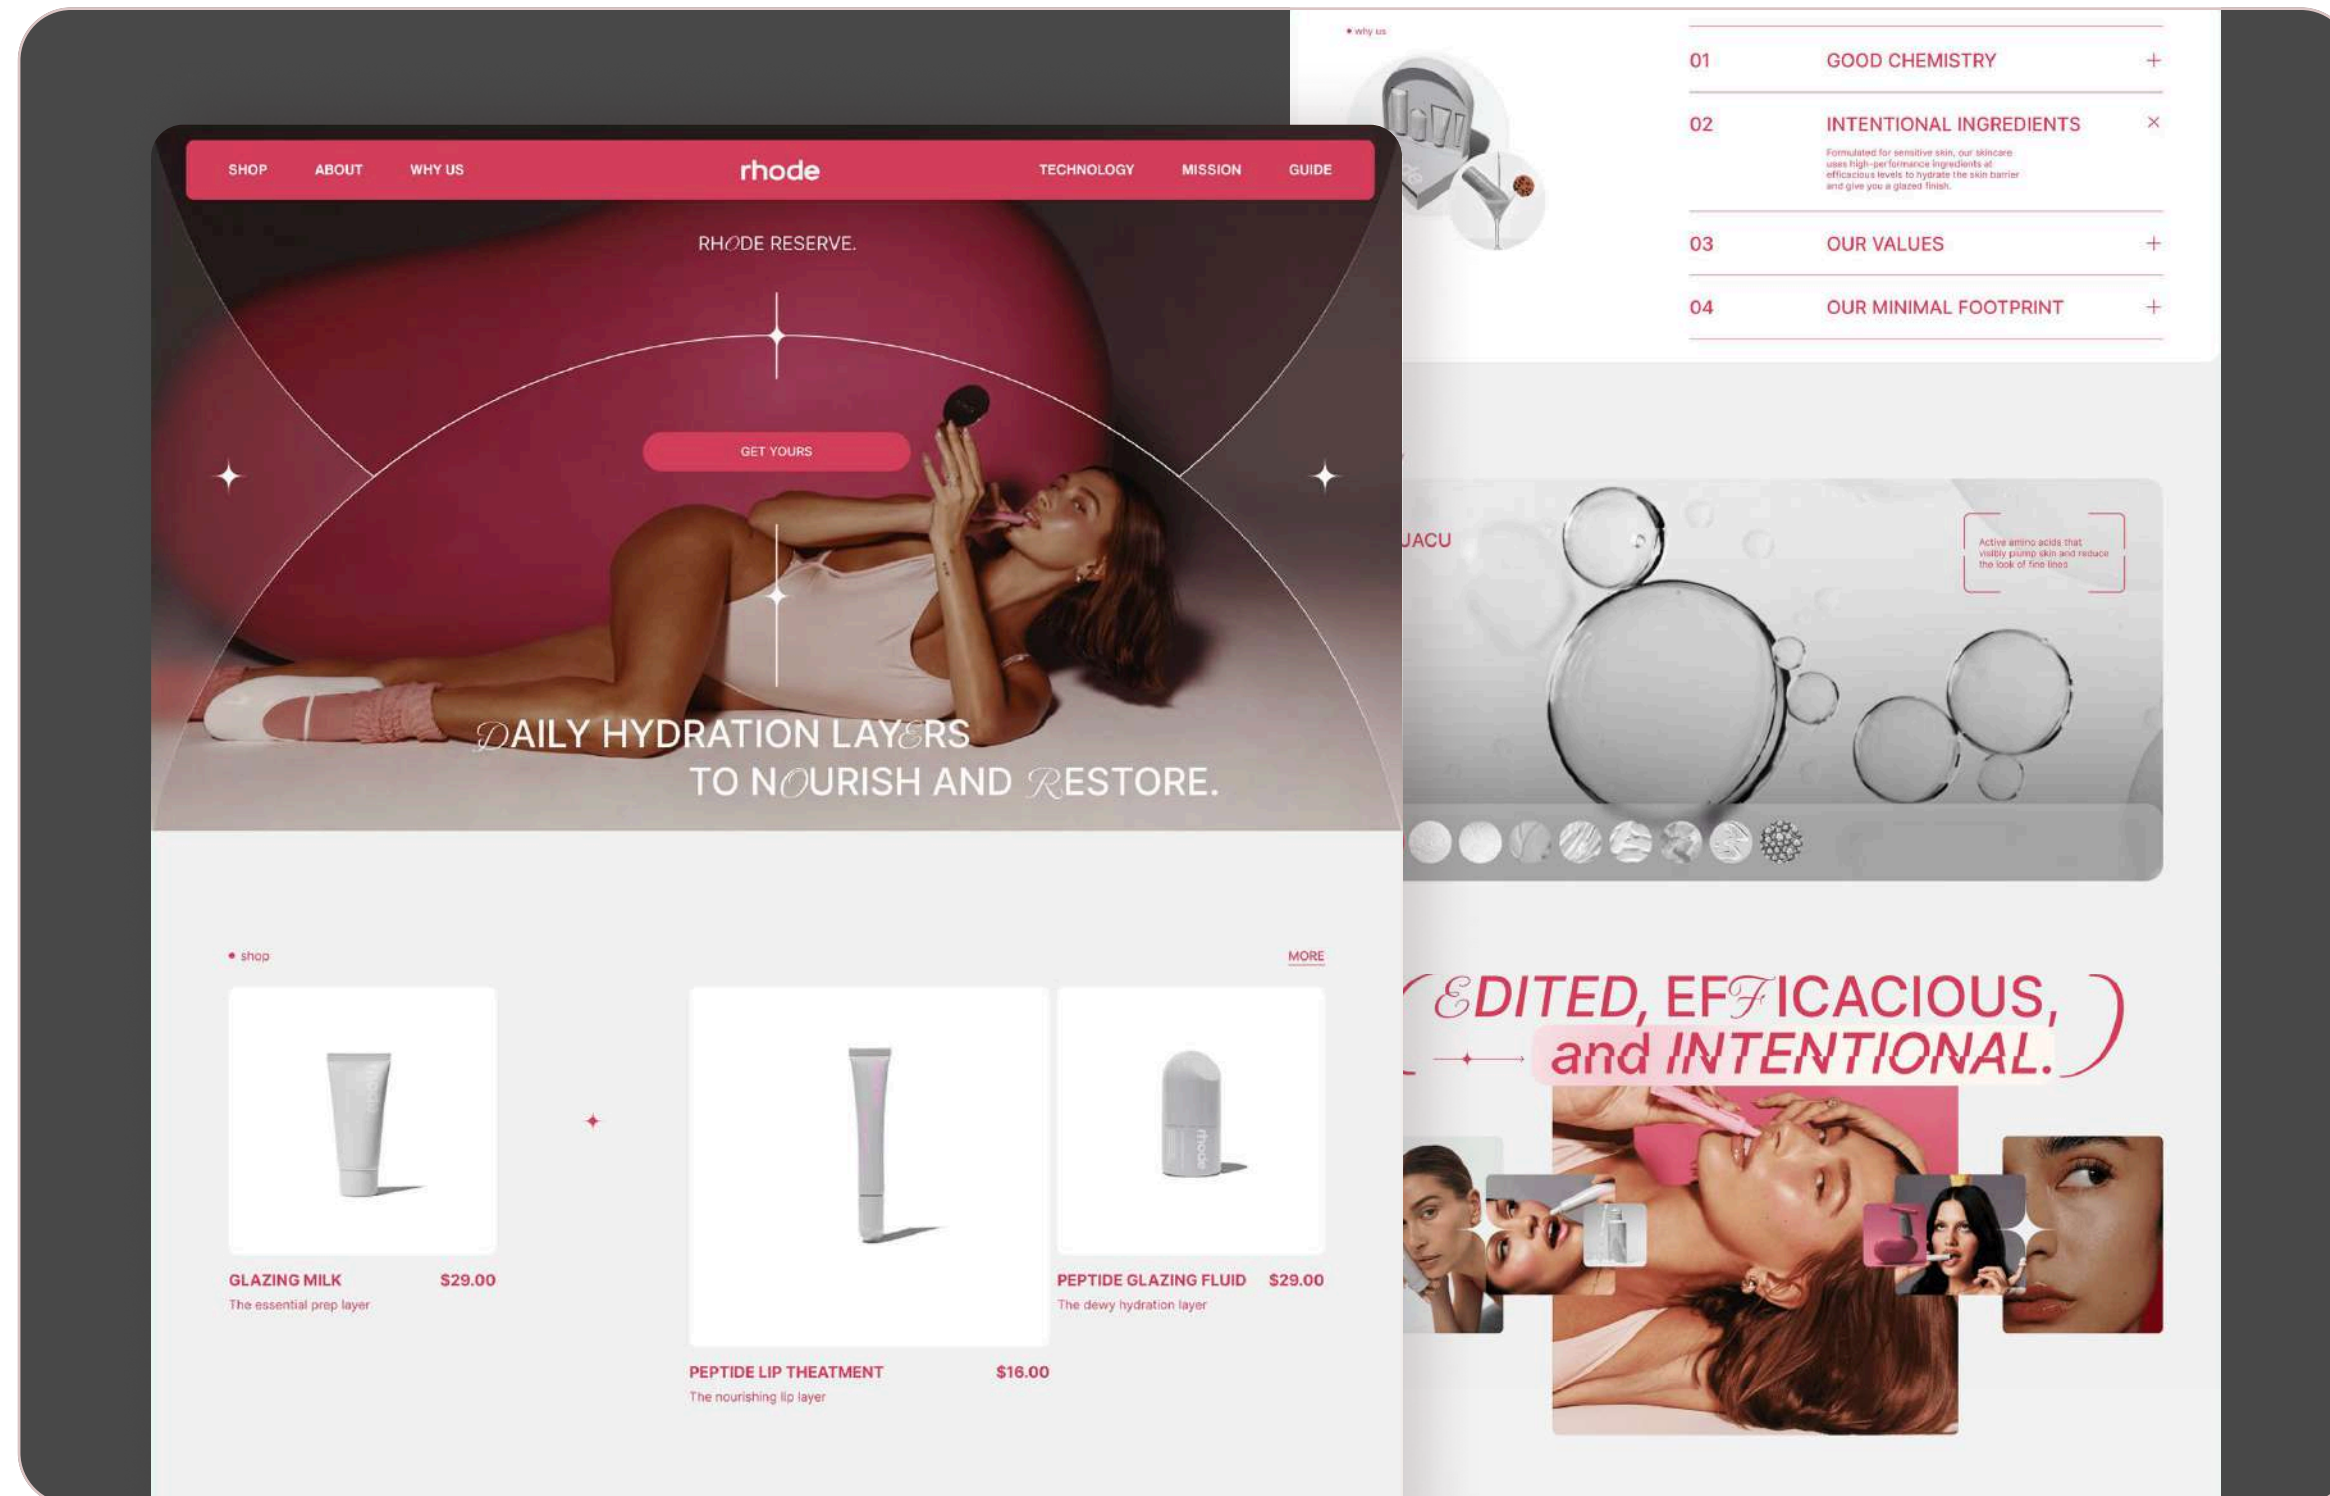 SHOP ABOUT WHY US rhode TECHNOLOGY MISSION GUIDE
RHODE RESERVE.
GET YOURS
DAILY HYDRATION LAYERS
TO NOURISH AND RESTORE.
shop MORE
GLAZING MILK $29.00
The essential prep layer
PEPTIDE LIP THEATMENT $16.00
The nourishing lip layer
rhode
PEPTIDE GLAZING FLUID $29.00
The dewy hydration layer
why us
01 GOOD CHEMISTRY +
02 INTENTIONAL INGREDIENTS ×
Formulated for sensitive skin, our skincare
uses high-performance ingredients at
efficacious levels to hydrate the skin barrier
and give you a glazed finish.
03 OUR VALUES +
04 OUR MINIMAL FOOTPRINT +
UACU
Active amino acids that
visibly plump skin and reduce
the look of fine lines
(EDITED, EFFICACIOUS,
and INTENTIONAL.)